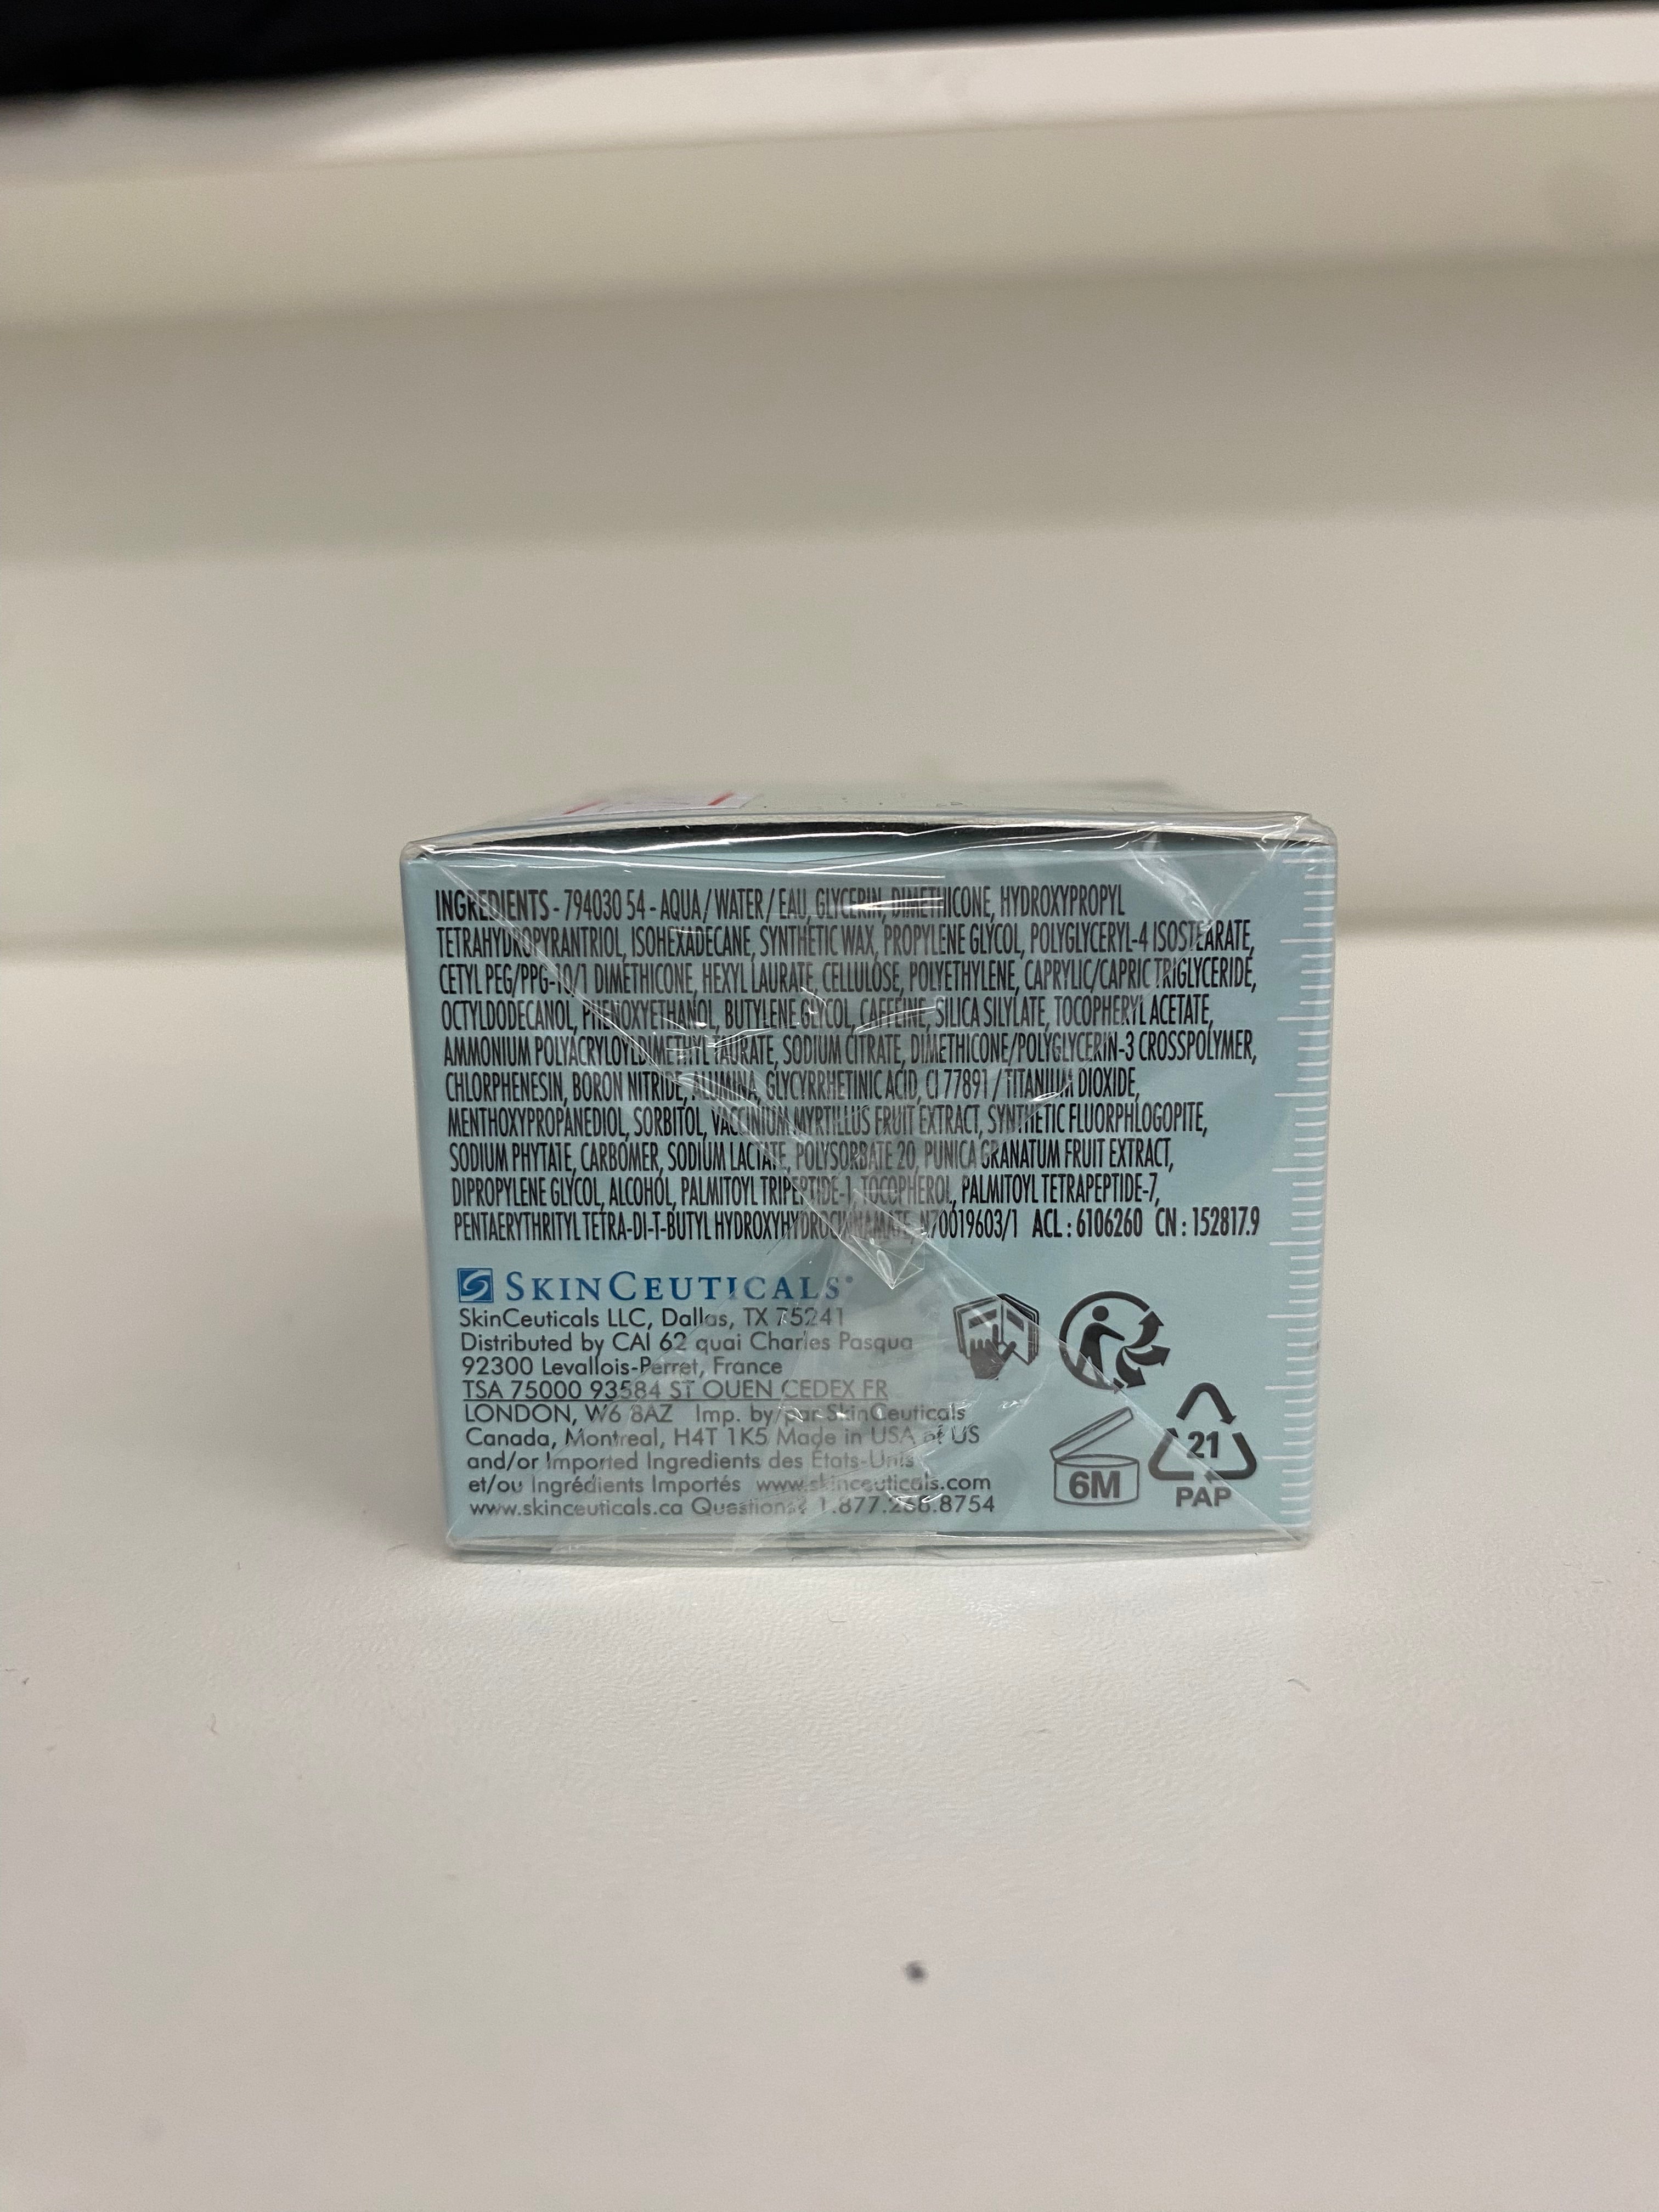 INGREDIENTS - 794030 54 - AQUA / WATER / EAU, GLYCERIN, DIMETHICONE, HYDROXYPROPYL
TETRAHYDROPYRANTRIOL, ISOHEXADECANE, SYNTHETIC WAX, PROPYLENE GLYCOL, POLYGLYCERYL-4 ISOSTEARATE,
CETYL PEG/PPG-10/1 DIMETHICONE, HEXYL LAURATE, CELLULOSE, POLYETHYLENE, CAPRYLIC/CAPRIC TRIGLYCERIDE,
OCTYLDODECANOL, PHENOXYETHANOL, BUTYLENE GLYCOL, CAFFEINE, SILICA SILYLATE, TOCOPHERYL ACETATE,
AMMONIUM POLYACRYLOYLDIMETHYL TAURATE, SODIUM CITRATE, DIMETHICONE/POLYGLYCERIN-3 CROSSPOLYMER,
CHLORPHENESIN, BORON NITRIDE, ALUMINA, GLYCYRRHETINIC ACID, CI 77891 / TITANIUM DIOXIDE,
MENTHOXYPROPANEDIOL, SORBITOL, VACCINIUM MYRTILLUS FRUIT EXTRACT, SYNTHETIC FLUORPHLOGOPITE,
SODIUM PHYTATE, CARBOMER, SODIUM LACTATE, POLYSORBATE 20, PUNICA GRANATUM FRUIT EXTRACT,
DIPROPYLENE GLYCOL, ALCOHOL, PALMITOYL TRIPEPTIDE-1, TOCOPHEROL, PALMITOYL TETRAPEPTIDE-7,
PENTAERYTHRITYL TETRA-DI-T-BUTYL HYDROXYHYDROCINNAMATE, N70019603/1 ACL : 6106260 CN : 152817.9
SKINCEUTICALS®
SkinCeuticals LLC, Dallas, TX 75241
Distributed by CAI 62 quai Charles Pasqua
92300 Levallois-Perret, France
TSA 75000 93584 ST OUEN CEDEX FR
LONDON, W6 8AZ Imp. by/par SkinCeuticals
Canada, Montreal, H4T 1K5 Made in USA of US
and/or Imported Ingredients des États-Unis
et/ou Ingrédients Importés www.skinceuticals.com
www.skinceuticals.ca Questions? 1.877.266.8754
6M
21
PAP